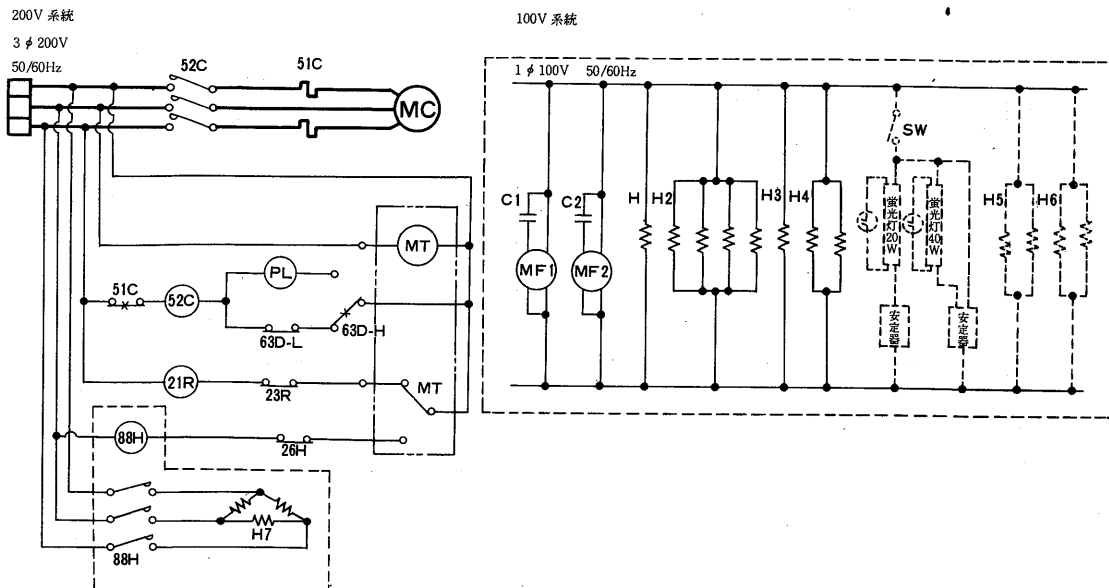 200V 系統
3 φ 200V
50/60Hz
52C
51C
MC
MT
PL
51C
52C
63D-L
63D-H
21R
23R
MT
88H
26H
H7
88H
100V 系統
1 φ 100V 50/60Hz
SW
C1
C2
H
H2
H3
H4
H5
H6
MF1
MF2
蛍光灯20W
蛍光灯40W
安定器
安定器